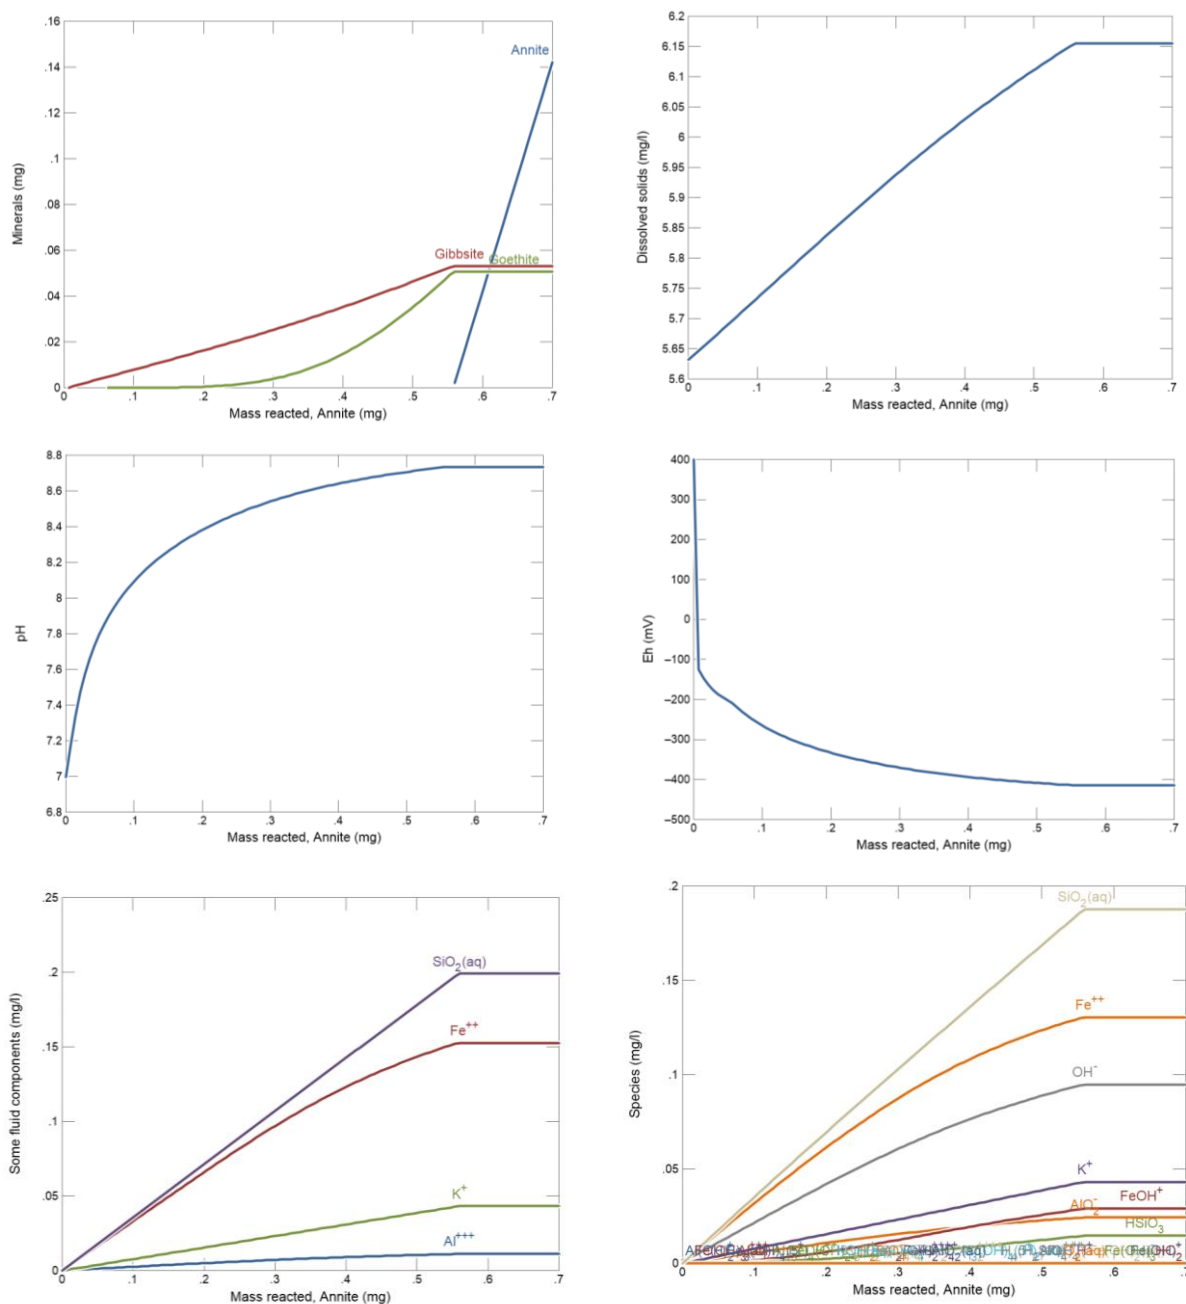 .16
.14
.12
.1
.08
.06
.04
.02
0
Minerals (mg)
Annite
Gibbsite
Goethite
0 .1 .2 .3 .4 .5 .6 .7
Mass reacted, Annite (mg)
6.2
6.15
6.1
6.05
6
5.95
5.9
5.85
5.8
5.75
5.7
5.65
5.6
Dissolved solids (mg/l)
0 .1 .2 .3 .4 .5 .6 .7
Mass reacted, Annite (mg)
8.8
8.6
8.4
8.2
8
7.8
7.6
7.4
7.2
7
6.8
pH
0 .1 .2 .3 .4 .5 .6 .7
Mass reacted, Annite (mg)
400
300
200
100
0
–100
–200
–300
–400
–500
Eh (mV)
0 .1 .2 .3 .4 .5 .6 .7
Mass reacted, Annite (mg)
.25
.2
.15
.1
.05
0
Some fluid components (mg/l)
SiO2(aq)
Fe++
K+
Al+++
0 .1 .2 .3 .4 .5 .6 .7
Mass reacted, Annite (mg)
.2
.15
.1
.05
0
Species (mg/l)
SiO2(aq)
Fe++
OH-
K+
FeOH+
AlO2-
HSiO3-
0 .1 .2 .3 .4 .5 .6 .7
Mass reacted, Annite (mg)